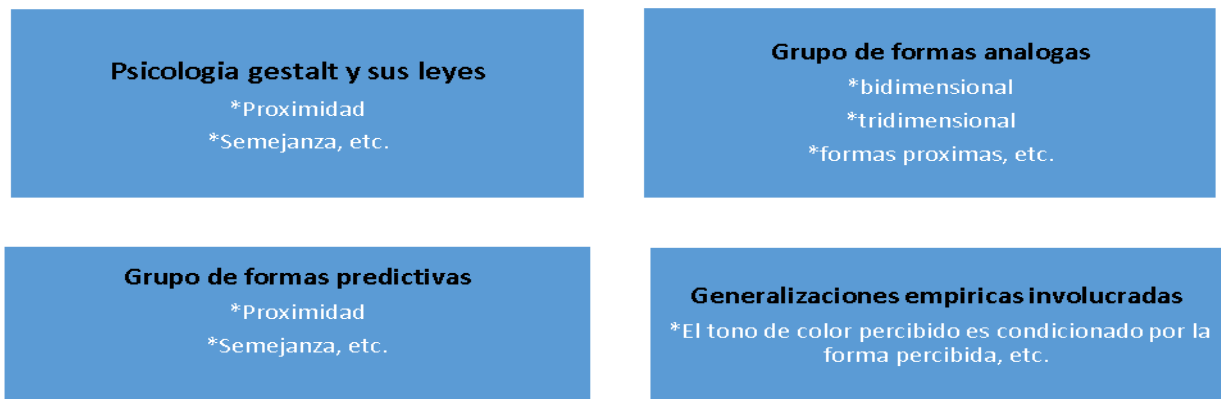 Psicologia gestalt y sus leyes
*Proximidad
*Semejanza, etc.
Grupo de formas analogas
*bidimensional
*tridimensional
*formas proximas, etc.
Grupo de formas predictivas
*Proximidad
*Semejanza, etc.
Generalizaciones empiricas involucradas
*El tono de color percibido es condicionado por la
forma percibida, etc.